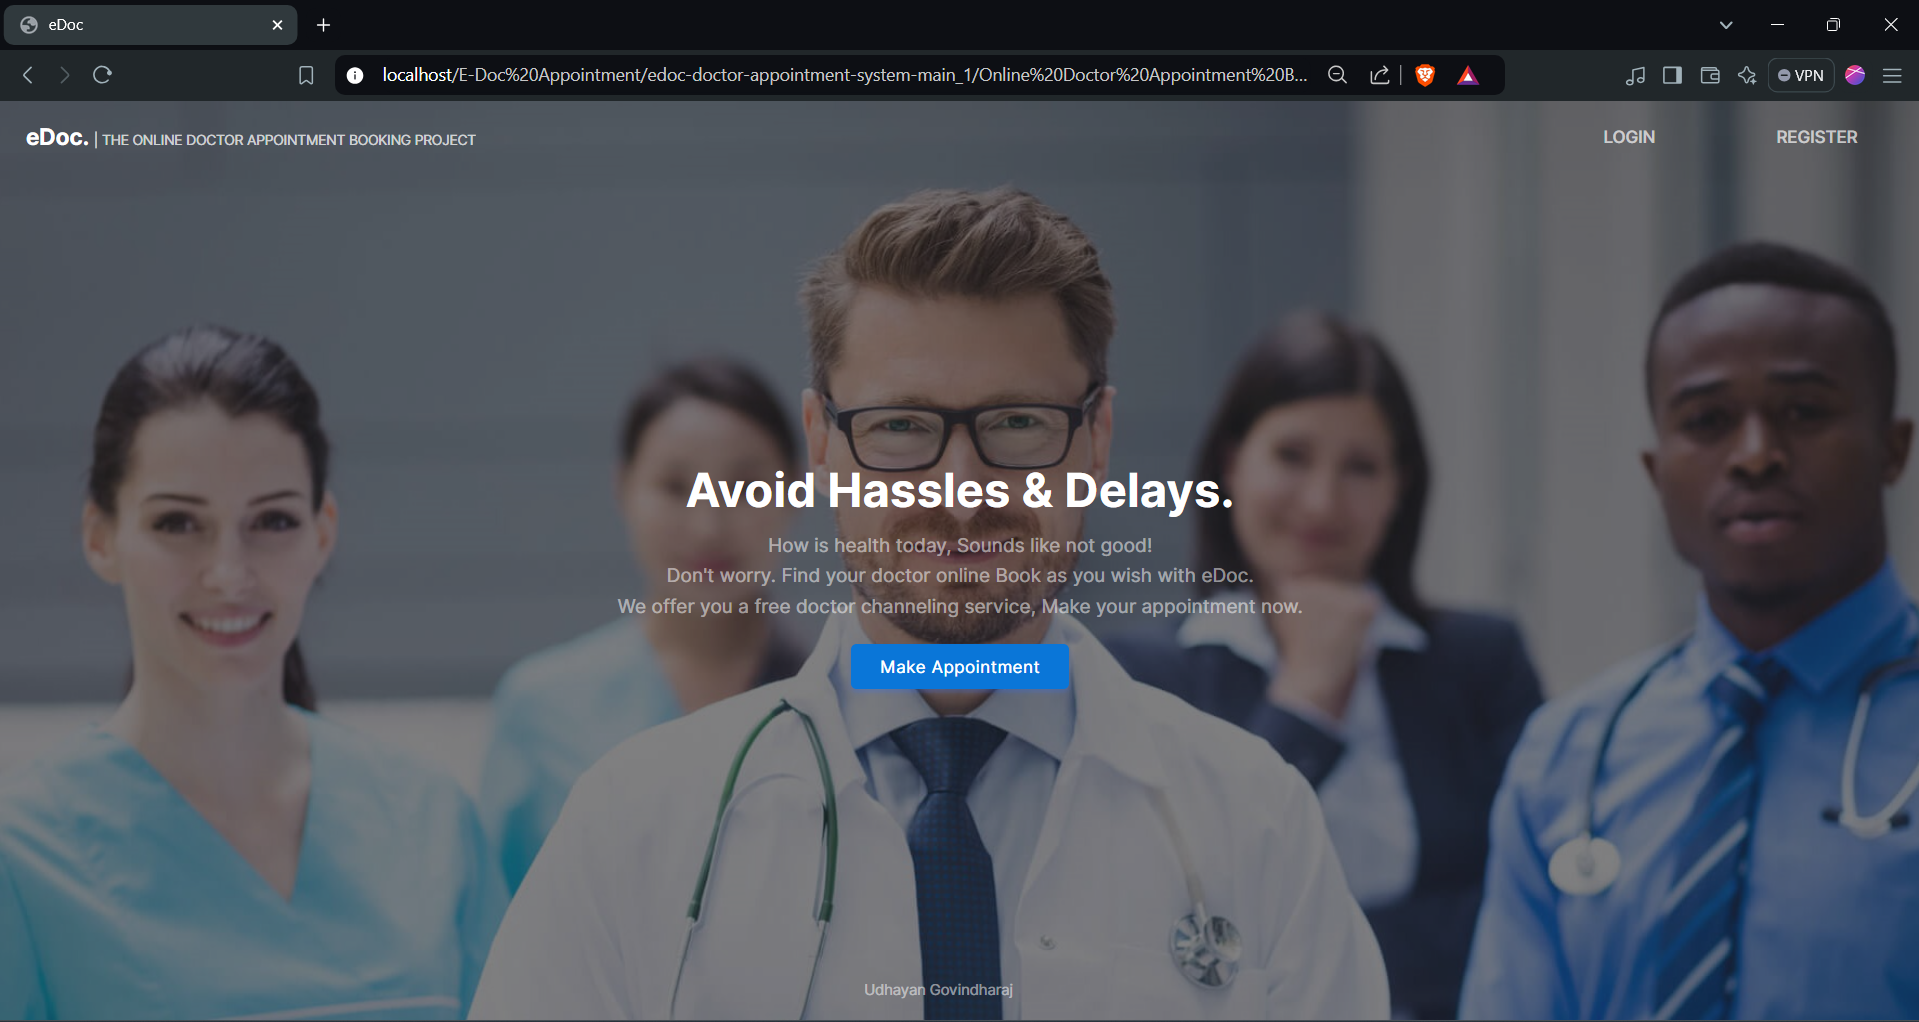 eDoc
localhost/E-Doc%20Appointment/edoc-doctor-appointment-system-main_1/Online%20Doctor%20Appointment%20B...
VPN
eDoc. | THE ONLINE DOCTOR APPOINTMENT BOOKING PROJECT
LOGIN
REGISTER
Avoid Hassles & Delays.
How is health today, Sounds like not good!
Don't worry. Find your doctor online Book as you wish with eDoc.
We offer you a free doctor channeling service, Make your appointment now.
Make Appointment
Udhayan Govindharaj